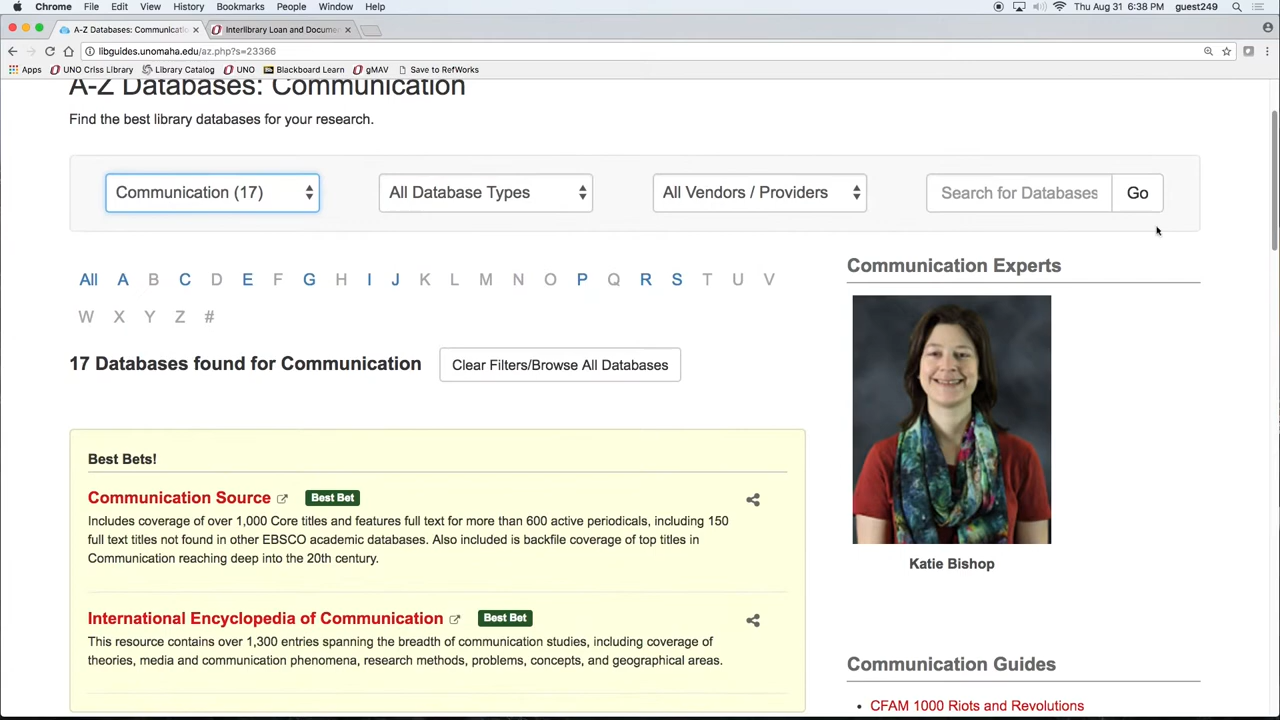 Chrome File Edit View History Bookmarks People Window Help Thu Aug 31 6:38 PM guest249
A-Z Databases: Communicatio Interlibrary Loan and Docume
libguides.unomaha.edu/az.php?s=23366
Apps UNO Criss Library Library Catalog UNO Blackboard Learn gMAV Save to RefWorks
A-Z Databases: Communication
Find the best library databases for your research.
Communication (17) All Database Types All Vendors / Providers Search for Databases Go
All A B C D E F G H I J K L M N O P Q R S T U V
W X Y Z #
17 Databases found for Communication Clear Filters/Browse All Databases
Best Bets!
Communication Source Best Bet
Includes coverage of over 1,000 Core titles and features full text for more than 600 active periodicals, including 150
full text titles not found in other EBSCO academic databases. Also included is backfile coverage of top titles in
Communication reaching deep into the 20th century.
International Encyclopedia of Communication Best Bet
This resource contains over 1,300 entries spanning the breadth of communication studies, including coverage of
theories, media and communication phenomena, research methods, problems, concepts, and geographical areas.
Communication Experts
Katie Bishop
Communication Guides
• CFAM 1000 Riots and Revolutions